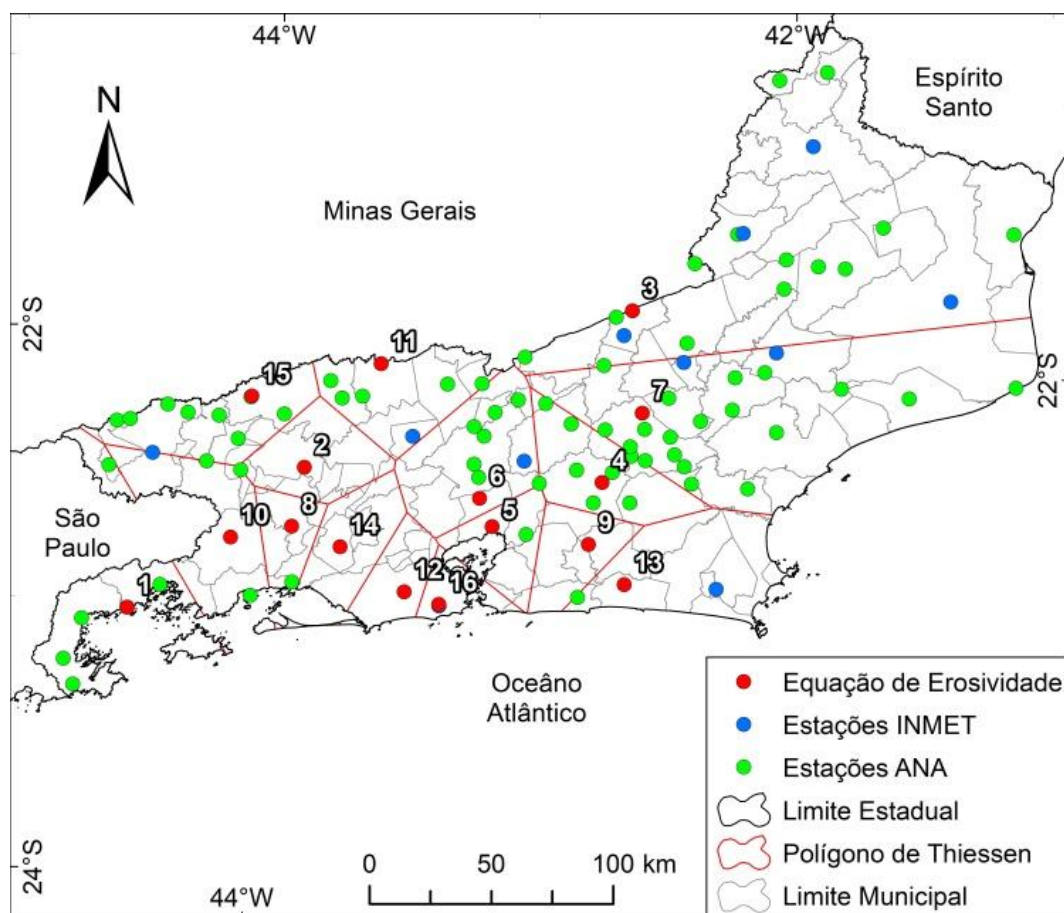 44°W
42°W
Espírito
Santo
N
Minas Gerais
22°S
3
11
15
7
22°S
2
4
6
5
8
9
10
14
São
Paulo
12
13
1
16
Oceâno
Atlântico
Equação de Erosividade
Estações INMET
Estações ANA
Limite Estadual
Polígono de Thiessen
Limite Municipal
0
50
100 km
24°S
44°W